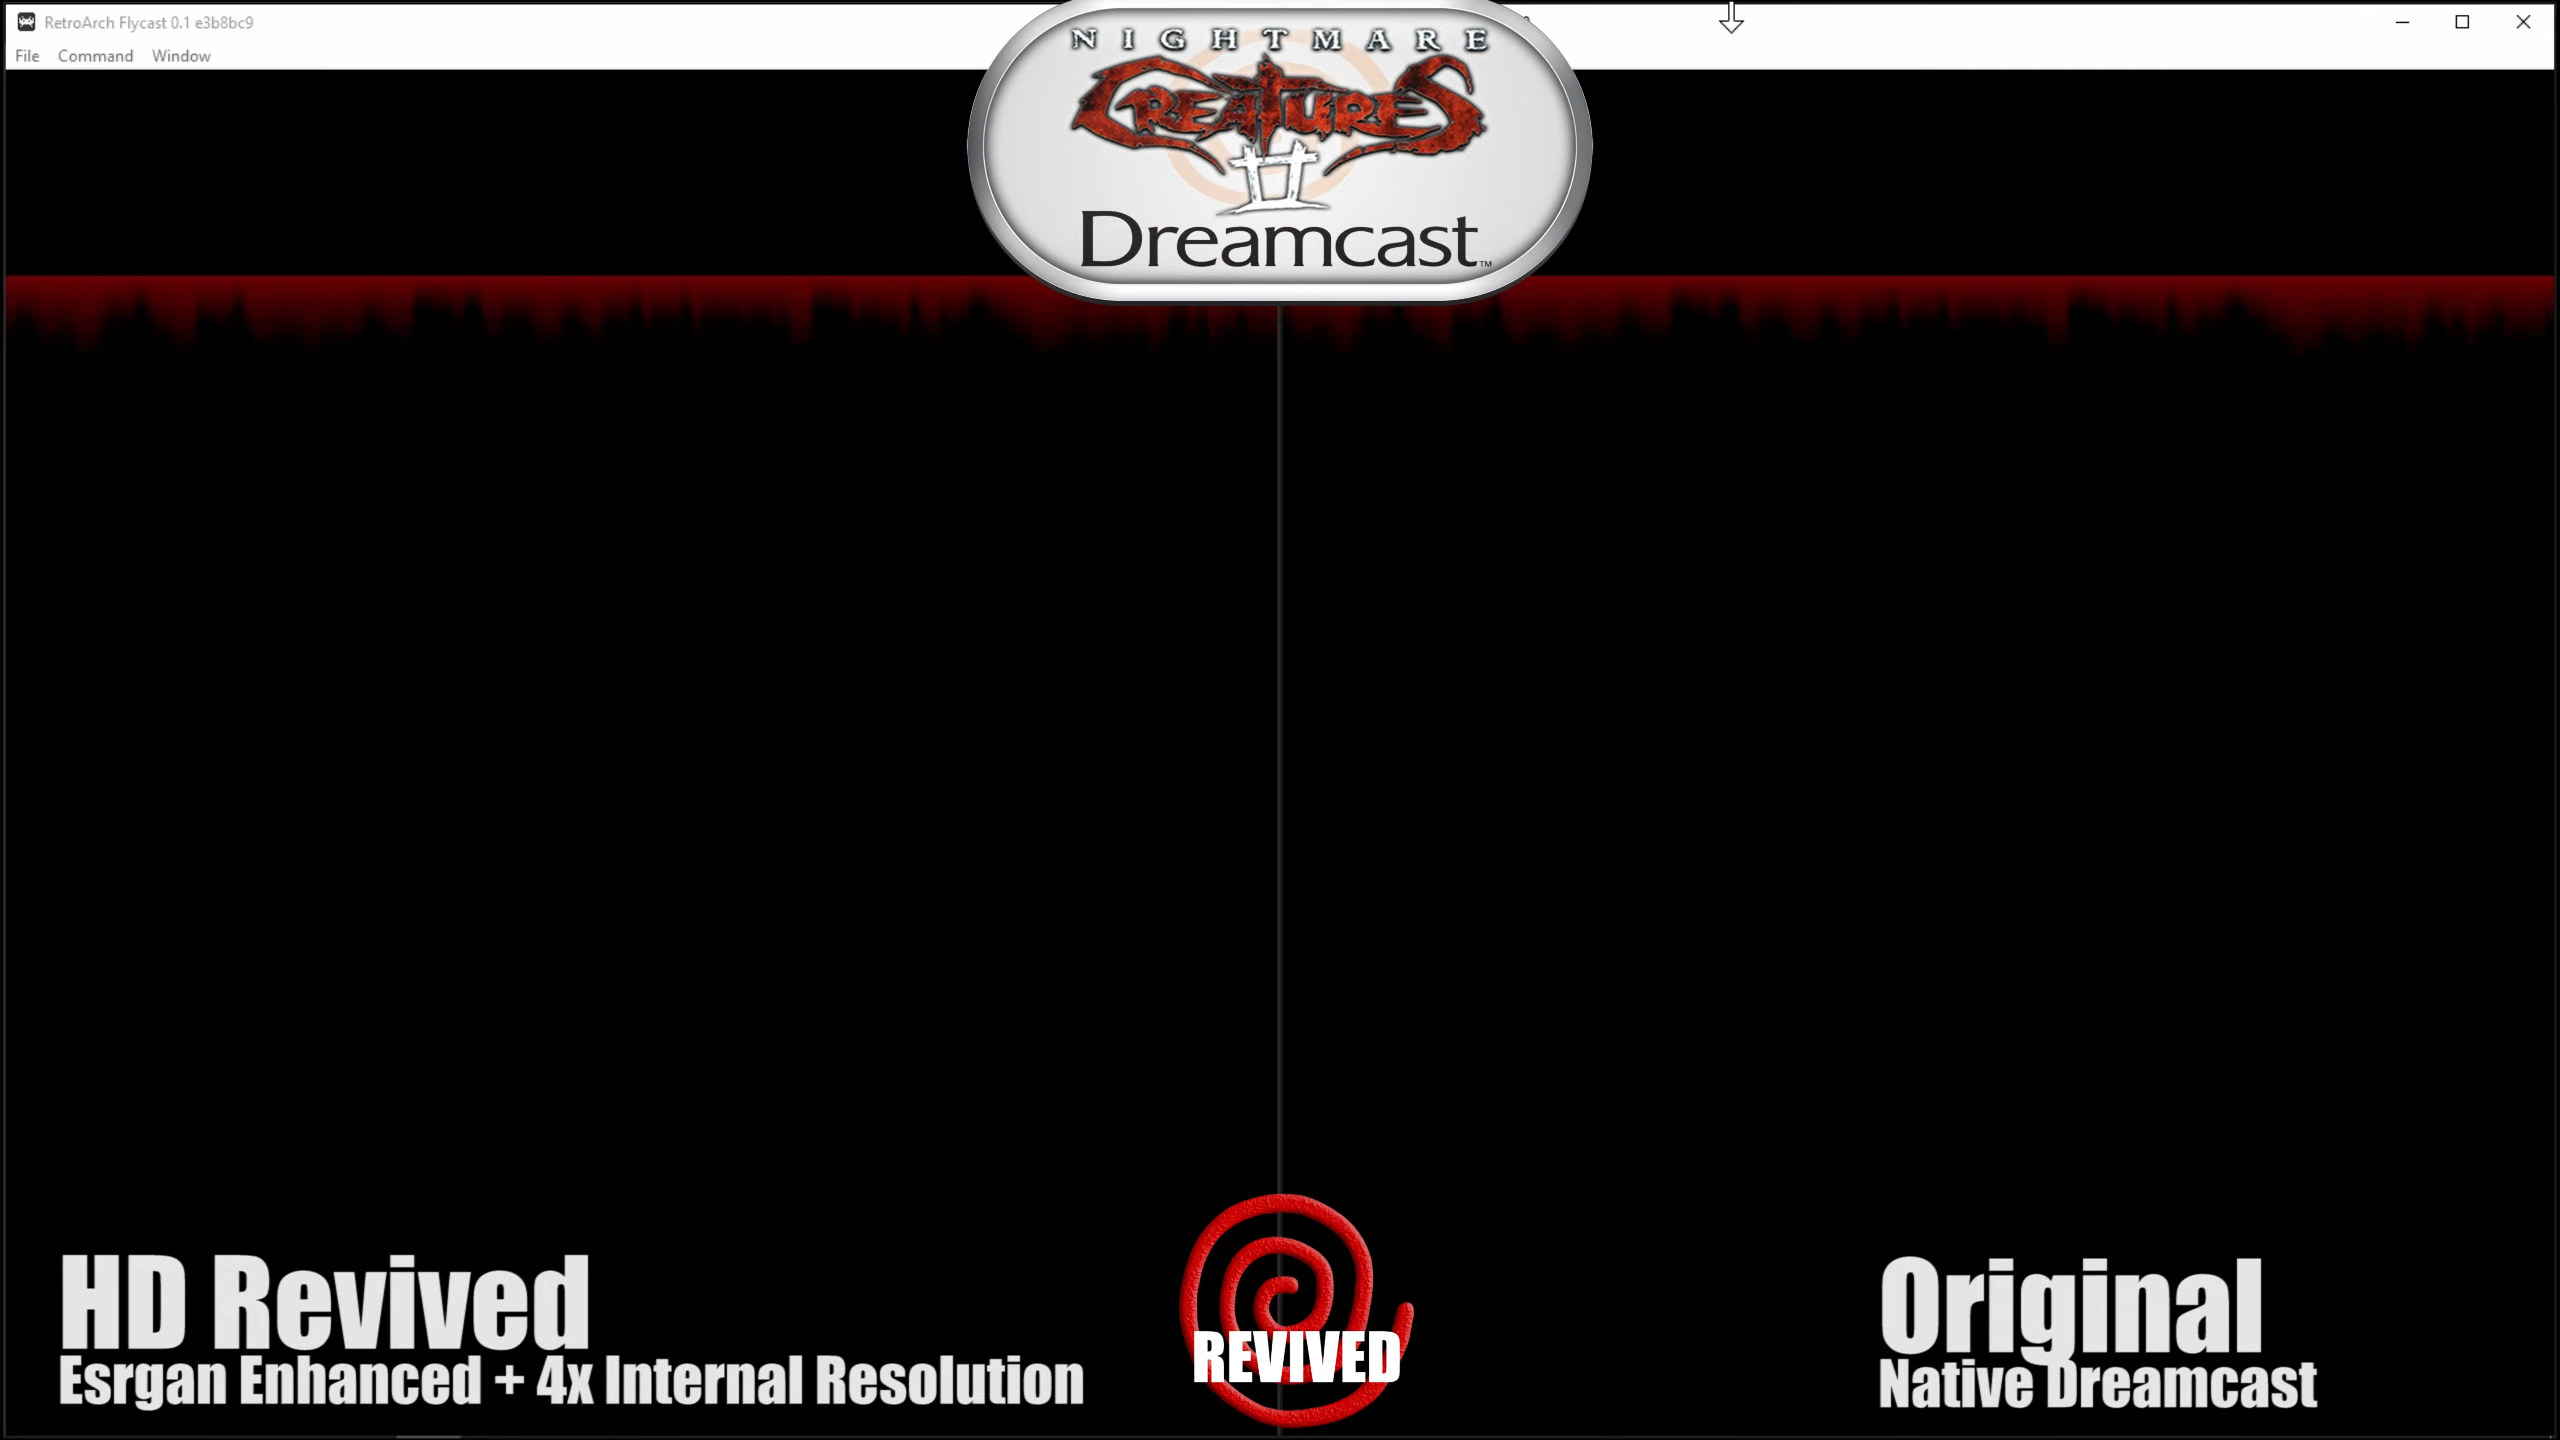 RetroArch Flycast 0.1 e3b8bc9
File Command Window
NIGHTMARE
CREATURES
II
Dreamcast™
HD Revived
Esrgan Enhanced + 4x Internal Resolution
REVIVED
Original
Native Dreamcast